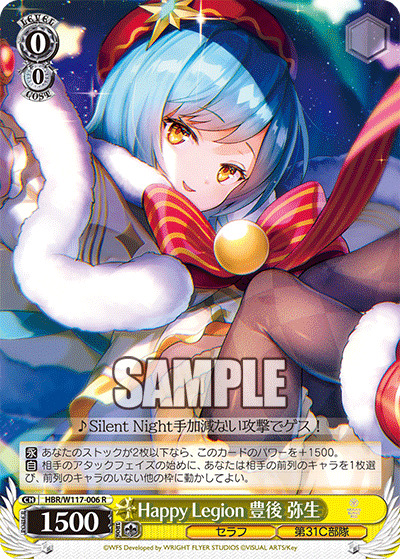 LEVEL
0
0
COST
SAMPLE
♪Silent Night手加減ない攻撃でゲス！
永 あなたのストックが2枚以下なら、このカードのパワーを+1500。
自 相手のアタックフェイズの始めに、あなたは相手の前列のキャラを1枚選
び、前列のキャラのいない他の枠に動かしてよい。
CH HBR/W117-006 R
1500
Happy Legion 豊後 弥生
セラフ 第31C部隊
©WFS Developed by WRIGHT FLYER STUDIOS ©VISUAL ARTS/Key